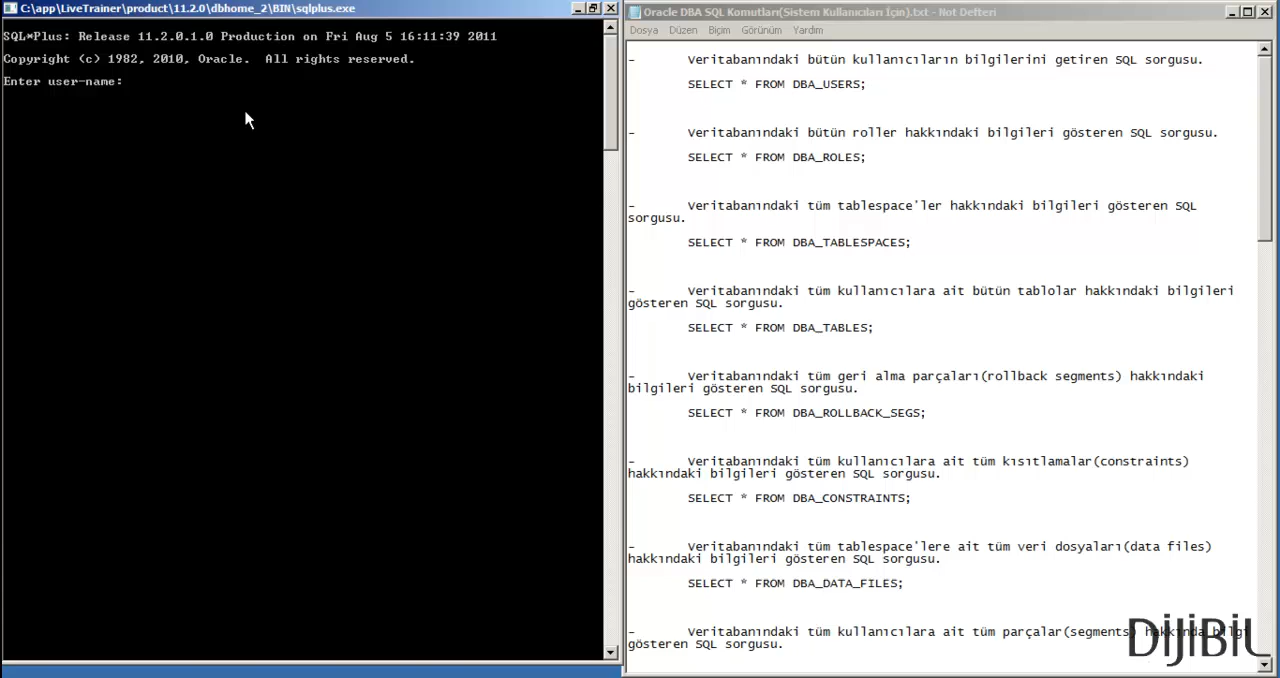 C:\app\LiveTrainer\product\11.2.0\dbhome_2\BIN\sqlplus.exe
SQL*Plus: Release 11.2.0.1.0 Production on Fri Aug 5 16:11:39 2011
Copyright (c) 1982, 2010, Oracle.  All rights reserved.
Enter user-name:
Oracle DBA SQL Komutları(Sistem Kullanıcıları İçin).txt - Not Defteri
Dosya Düzen Biçim Görünüm Yardım
- Veritabanındaki bütün kullanıcıların bilgilerini getiren SQL sorgusu.
SELECT * FROM DBA_USERS;
- Veritabanındaki bütün roller hakkındaki bilgileri gösteren SQL sorgusu.
SELECT * FROM DBA_ROLES;
- Veritabanındaki tüm tablespace'ler hakkındaki bilgileri gösteren SQL
sorgusu.
SELECT * FROM DBA_TABLESPACES;
- Veritabanındaki tüm kullanıcılara ait bütün tablolar hakkındaki bilgileri
gösteren SQL sorgusu.
SELECT * FROM DBA_TABLES;
- Veritabanındaki tüm geri alma parçaları(rollback segments) hakkındaki
bilgileri gösteren SQL sorgusu.
SELECT * FROM DBA_ROLLBACK_SEGS;
- Veritabanındaki tüm kullanıcılara ait tüm kısıtlamalar(constraints)
hakkındaki bilgileri gösteren SQL sorgusu.
SELECT * FROM DBA_CONSTRAINTS;
- Veritabanındaki tüm tablespace'lere ait tüm veri dosyaları(data files)
hakkındaki bilgileri gösteren SQL sorgusu.
SELECT * FROM DBA_DATA_FILES;
- Veritabanındaki tüm kullanıcılara ait tüm parçalar(segments) hakkında bilgi
gösteren SQL sorgusu.
DijiBiL